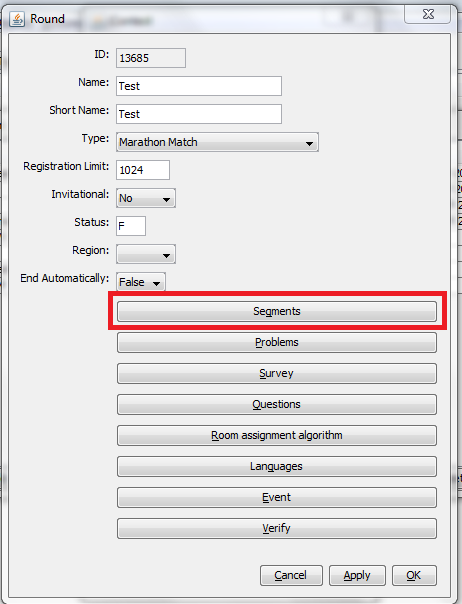 Round
ID: 13685
Name: Test
Short Name: Test
Type: Marathon Match
Registration Limit: 1024
Invitational: No
Status: F
Region:
End Automatically: False
Segments
Problems
Survey
Questions
Room assignment algorithm
Languages
Event
Verify
Cancel Apply OK